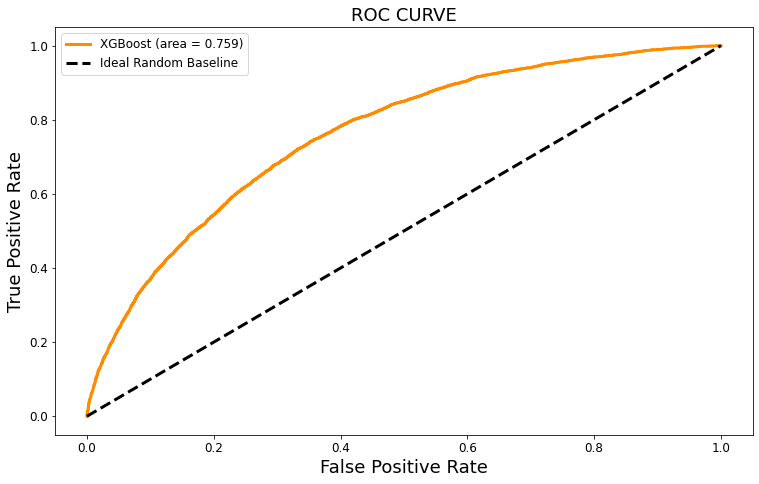 ROC CURVE
XGBoost (area = 0.759)
Ideal Random Baseline
True Positive Rate
1.0
0.8
0.6
0.4
0.2
0.0
0.0 0.2 0.4 0.6 0.8 1.0
False Positive Rate